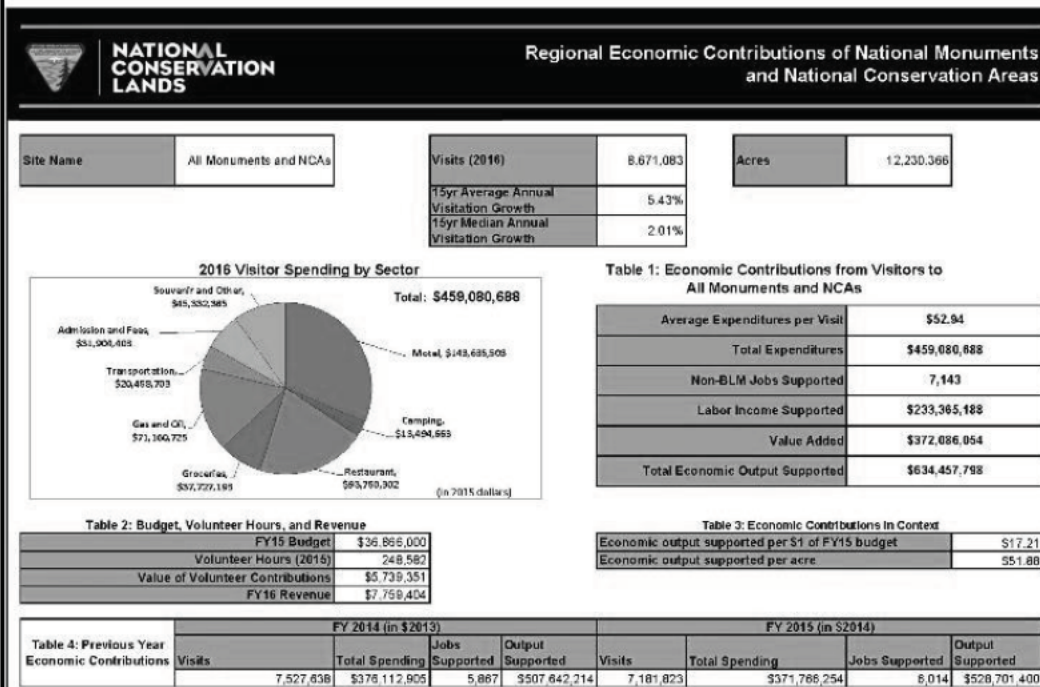 NATIONAL
CONSERVATION
LANDS
Regional Economic Contributions of National Monuments
and National Conservation Areas
Site Name All Monuments and NCAs
Visits (2016) 8,671,083
Acres 12,230,366
15yr Average Annual
Visitation Growth 5.43%
15yr Median Annual
Visitation Growth 2.01%
2016 Visitor Spending by Sector
Total: $459,080,688
Souvenir and Other,
Admission and Fees,
Transportation,
$20,458,703
Gas and Oil,
Groceries,
Restaurant,
Camping,
Motel,
(in 2015 dollars)
Table 1: Economic Contributions from Visitors to
All Monuments and NCAs
Average Expenditures per Visit $52.94
Total Expenditures $459,080,688
Non-BLM Jobs Supported 7,143
Labor Income Supported $233,365,188
Value Added $372,086,054
Total Economic Output Supported $634,457,798
Table 2: Budget, Volunteer Hours, and Revenue
FY15 Budget $36,866,000
Volunteer Hours (2015) 248,582
Value of Volunteer Contributions $5,739,351
FY16 Revenue $7,759,404
Table 3: Economic Contributions in Context
Economic output supported per $1 of FY15 budget $17.21
Economic output supported per acre $51.88
Table 4: Previous Year
Economic Contributions
FY 2014 (in $2013) FY 2015 (in $2014)
Visits Total Spending Jobs Supported Output Supported Visits Total Spending Jobs Supported Output Supported
7,527,638 $376,112,905 5,867 $507,642,214 7,181,823 $371,766,254 6,014 $528,701,400